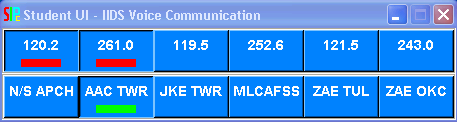 Student UI - IIDS Voice Communication
120.2 261.0 119.5 252.6 121.5 243.0
N/S APCH AAC TWR JKE TWR MLCAFSS ZAE TUL ZAE OKC